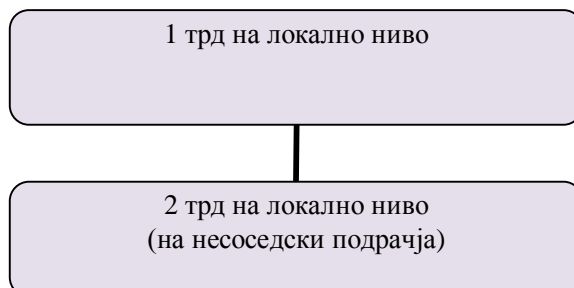 1 трд на локално ниво
2 трд на локално ниво
(на несоседски подрачја)